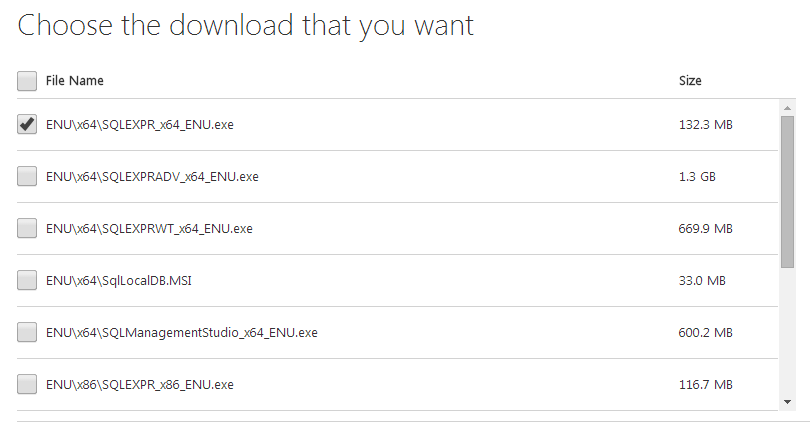 Choose the download that you want
File Name Size
ENU\x64\SQLEXPR_x64_ENU.exe 132.3 MB
ENU\x64\SQLEXPRADV_x64_ENU.exe 1.3 GB
ENU\x64\SQLEXPRWT_x64_ENU.exe 669.9 MB
ENU\x64\SqlLocalDB.MSI 33.0 MB
ENU\x64\SQLManagementStudio_x64_ENU.exe 600.2 MB
ENU\x86\SQLEXPR_x86_ENU.exe 116.7 MB